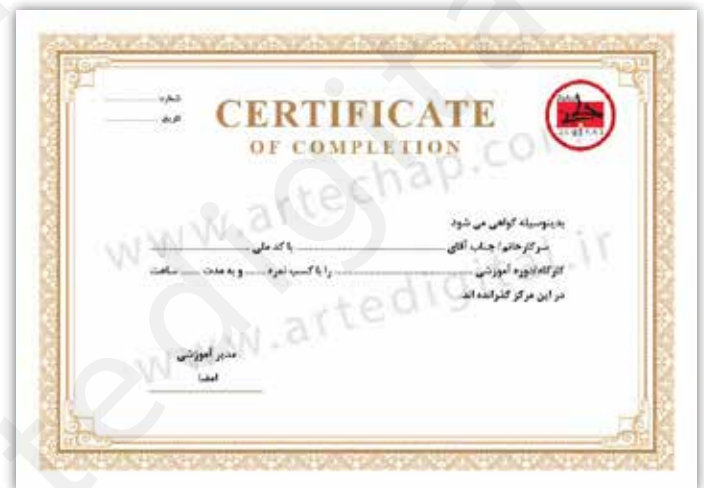 شماره ....................
تاریخ ....................
CERTIFICATE
OF COMPLETION
بدینوسیله گواهی می شود
سرکارخانم/ جناب آقای .................................... با کد ملی ....................................
کارگاه/دوره آموزشی .................................... را با کسب نمره ....... و به مدت ....... ساعت
در این مرکز گذرانده اند.
مدیر آموزشی
امضا
www.artechap.com
www.artedigital.ir